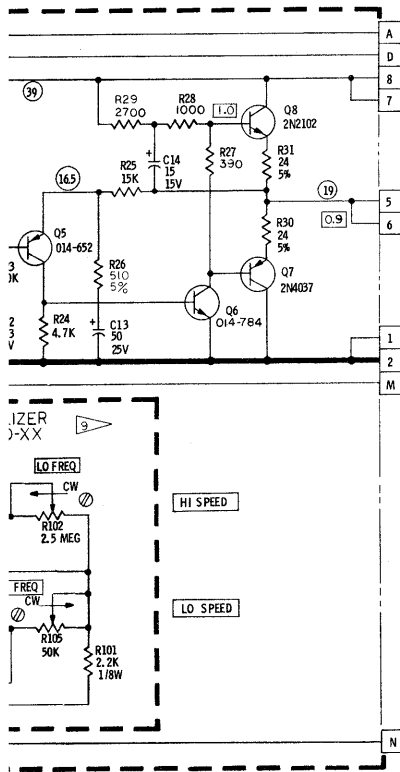 A
D
39
8
7
R29
2700
R28
1000
1.0
Q8
2N2102
R27
390
R31
24
5%
C14
15
15V
+
R25
15K
16.5
19
5
6
0.9
R30
24
5%
Q5
014-652
R26
510
5%
Q7
2N4037
Q6
014-784
R24
4.7K
+
C13
50
25V
1
2
M
LIZER
-XX
9
LO FREQ
CW
R102
2.5 MEG
HI SPEED
FREQ
CW
LO SPEED
R105
50K
R101
2.2K
1/8W
N